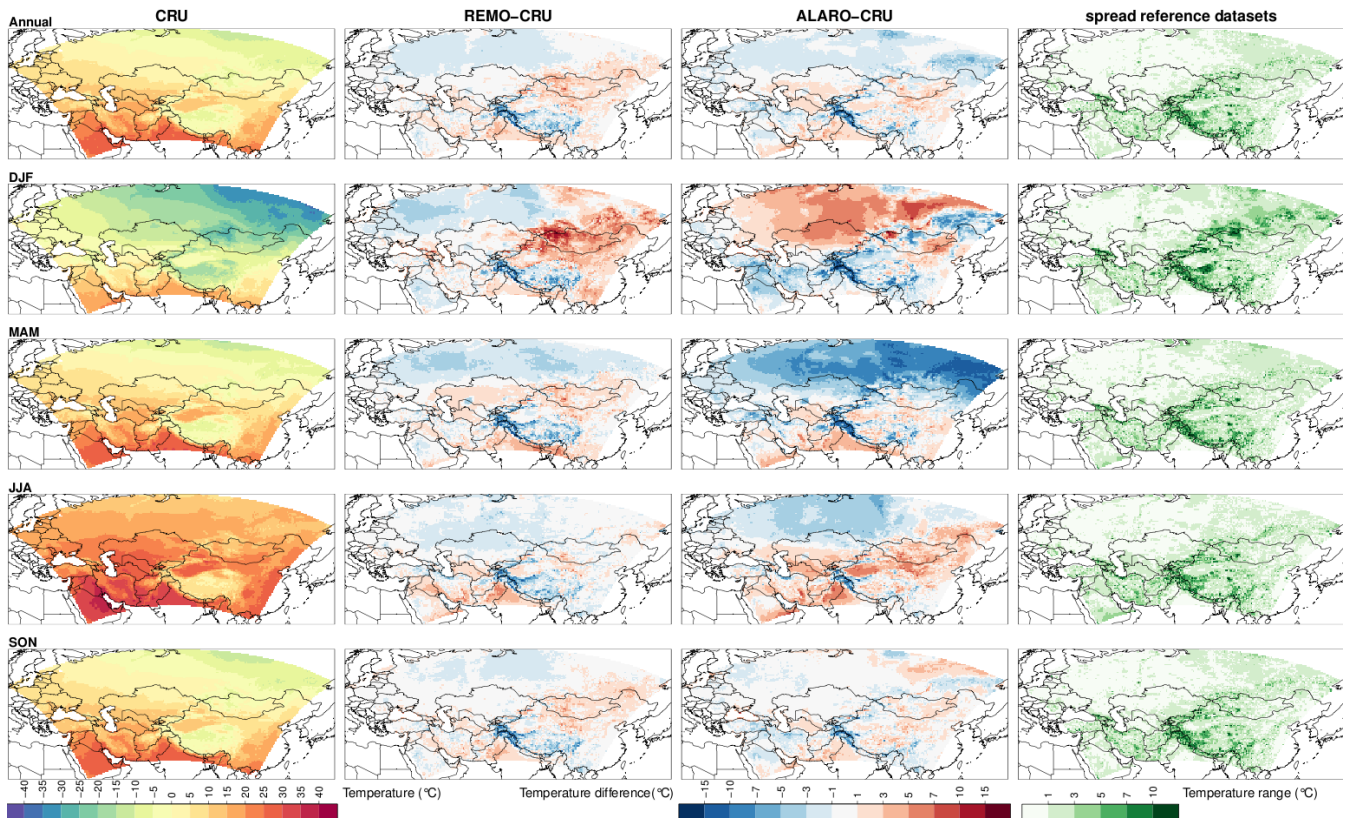 CRU REMO−CRU ALARO−CRU spread reference datasets
Annual
DJF
MAM
JJA
SON
−40 −35 −30 −25 −20 −15 −10 −5 0 5 10 15 20 25 30 35 40 Temperature (°C) Temperature difference(°C) −15 −10 −7 −5 −3 −1 1 3 5 7 10 15 1 3 5 7 10 Temperature range (°C)